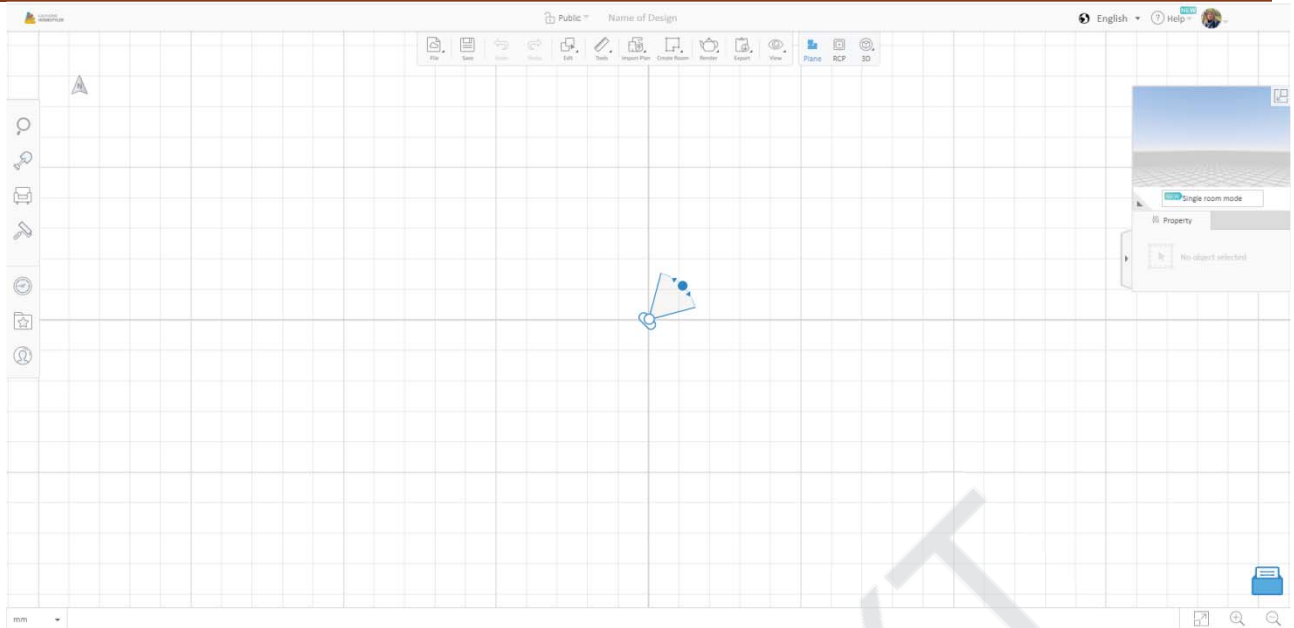 Public Name of Design
English ? Help NEW
File Save Undo Redo Edit Tools Import Plan Create Room Render Export View Plane RCP 3D
N
NEW Single room mode
Property
No object selected
mm